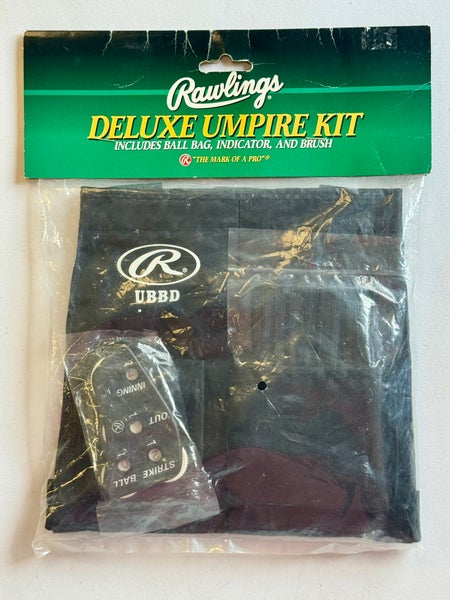 Rawlings
DELUXE UMPIRE KIT
INCLUDES BALL BAG, INDICATOR, AND BRUSH
R "THE MARK OF A PRO"®
R®
UBBD
INNING
OUT
R
STRIKE BALL